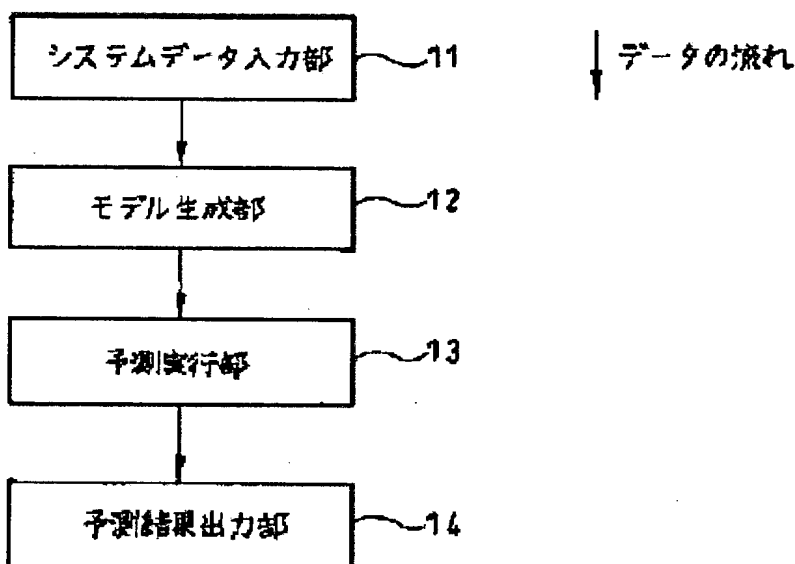 システムデータ入力部 11
データの流れ
モデル生成部 12
予測実行部 13
予測結果出力部 14